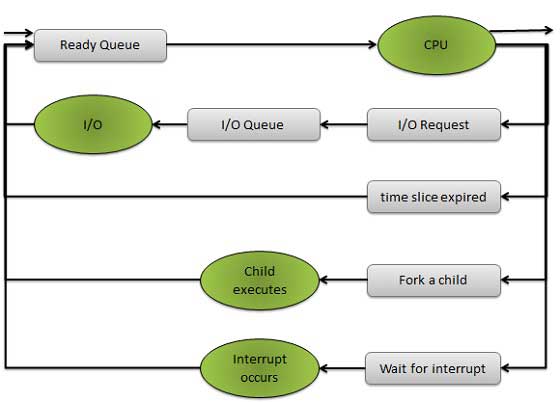 Ready Queue
CPU
I/O
I/O Queue
I/O Request
time slice expired
Child
executes
Fork a child
Interrupt
occurs
Wait for interrupt